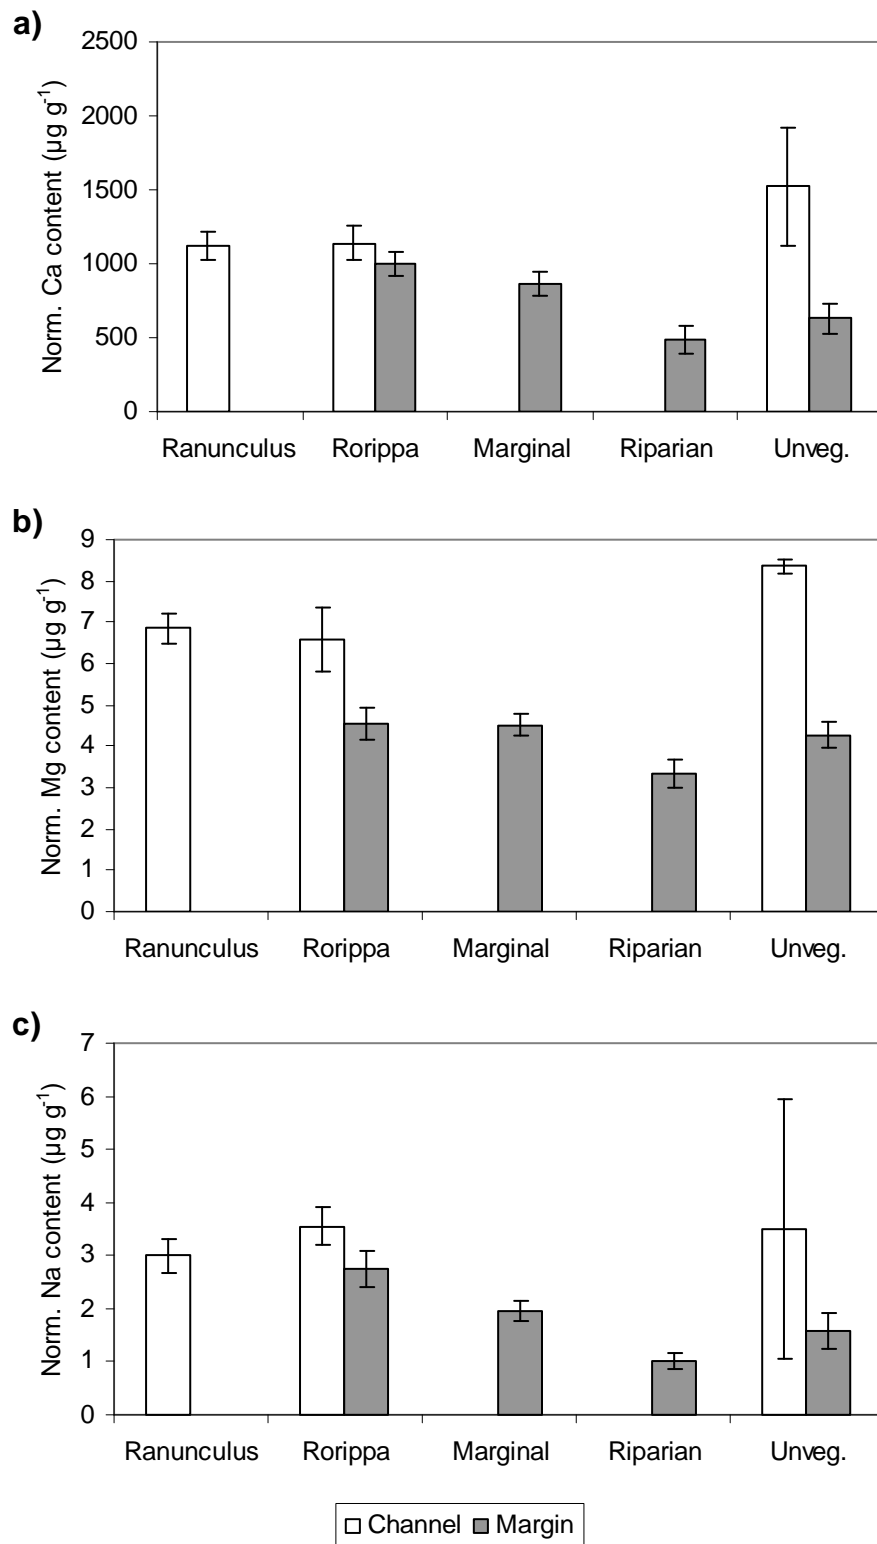 a)
Norm. Ca content (µg g-1)
2500
2000
1500
1000
500
0
Ranunculus Rorippa Marginal Riparian Unveg.
b)
Norm. Mg content (µg g-1)
9
8
7
6
5
4
3
2
1
0
Ranunculus Rorippa Marginal Riparian Unveg.
c)
Norm. Na content (µg g-1)
7
6
5
4
3
2
1
0
Ranunculus Rorippa Marginal Riparian Unveg.
Channel Margin